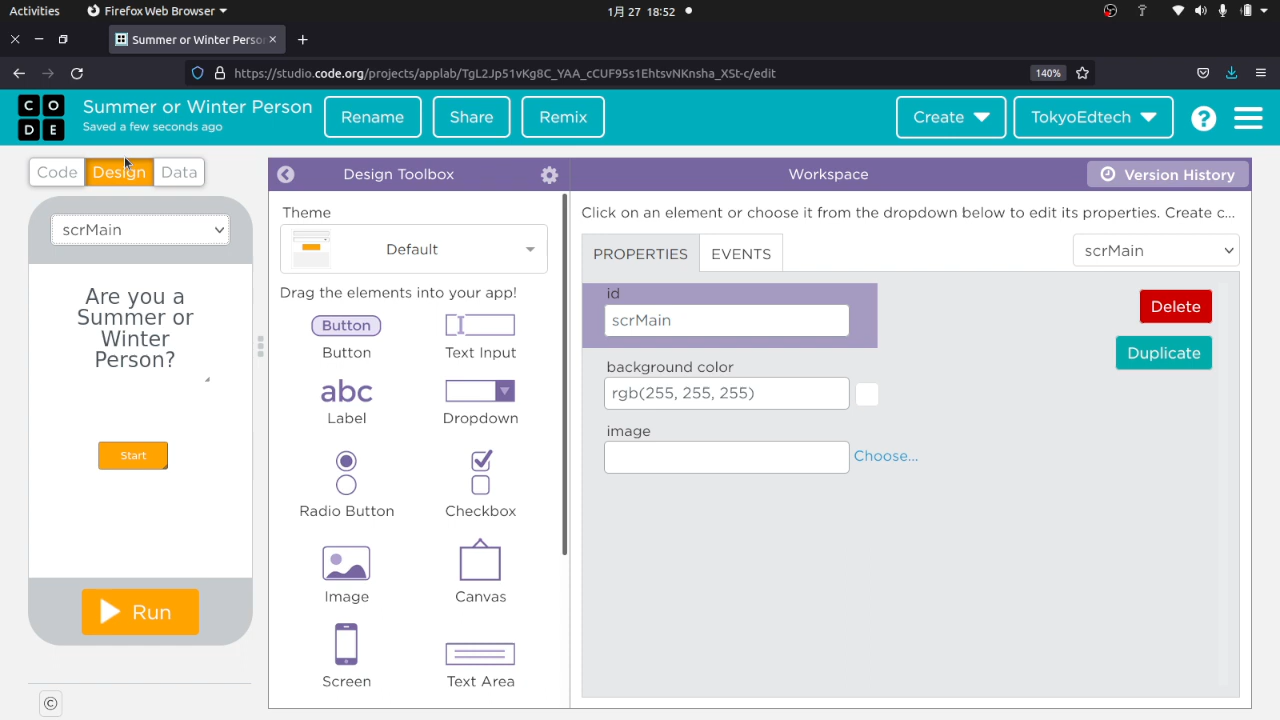 Activities
Firefox Web Browser
1月 27 18:52
Summer or Winter Perso
https://studio.code.org/projects/applab/TgL2Jp51vKg8C_YAA_cCUF95s1EhtsvNKnsha_XSt-c/edit
140%
C O
D E
Summer or Winter Person
Saved a few seconds ago
Rename
Share
Remix
Create
TokyoEdtech
?
Code
Design
Data
Design Toolbox
Workspace
Version History
scrMain
Are you a
Summer or
Winter
Person?
Start
Run
©
Theme
Default
Drag the elements into your app!
Button
Button
Text Input
abc
Label
Dropdown
Radio Button
Checkbox
Image
Canvas
Screen
Text Area
Click on an element or choose it from the dropdown below to edit its properties. Create c...
PROPERTIES
EVENTS
scrMain
id
scrMain
Delete
Duplicate
background color
rgb(255, 255, 255)
image
Choose...